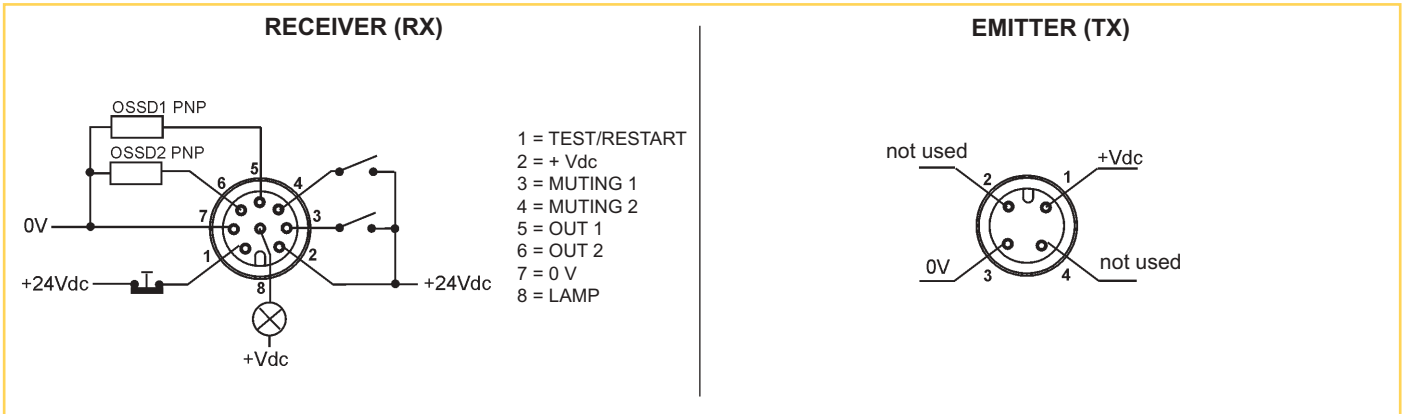 RECEIVER (RX)
OSSD1 PNP
OSSD2 PNP
5
6
4
7
3
0V
1
2
T
+24Vdc
+24Vdc
8
+Vdc
1 = TEST/RESTART
2 = + Vdc
3 = MUTING 1
4 = MUTING 2
5 = OUT 1
6 = OUT 2
7 = 0 V
8 = LAMP
EMITTER (TX)
not used
+Vdc
2
1
0V
not used
3
4